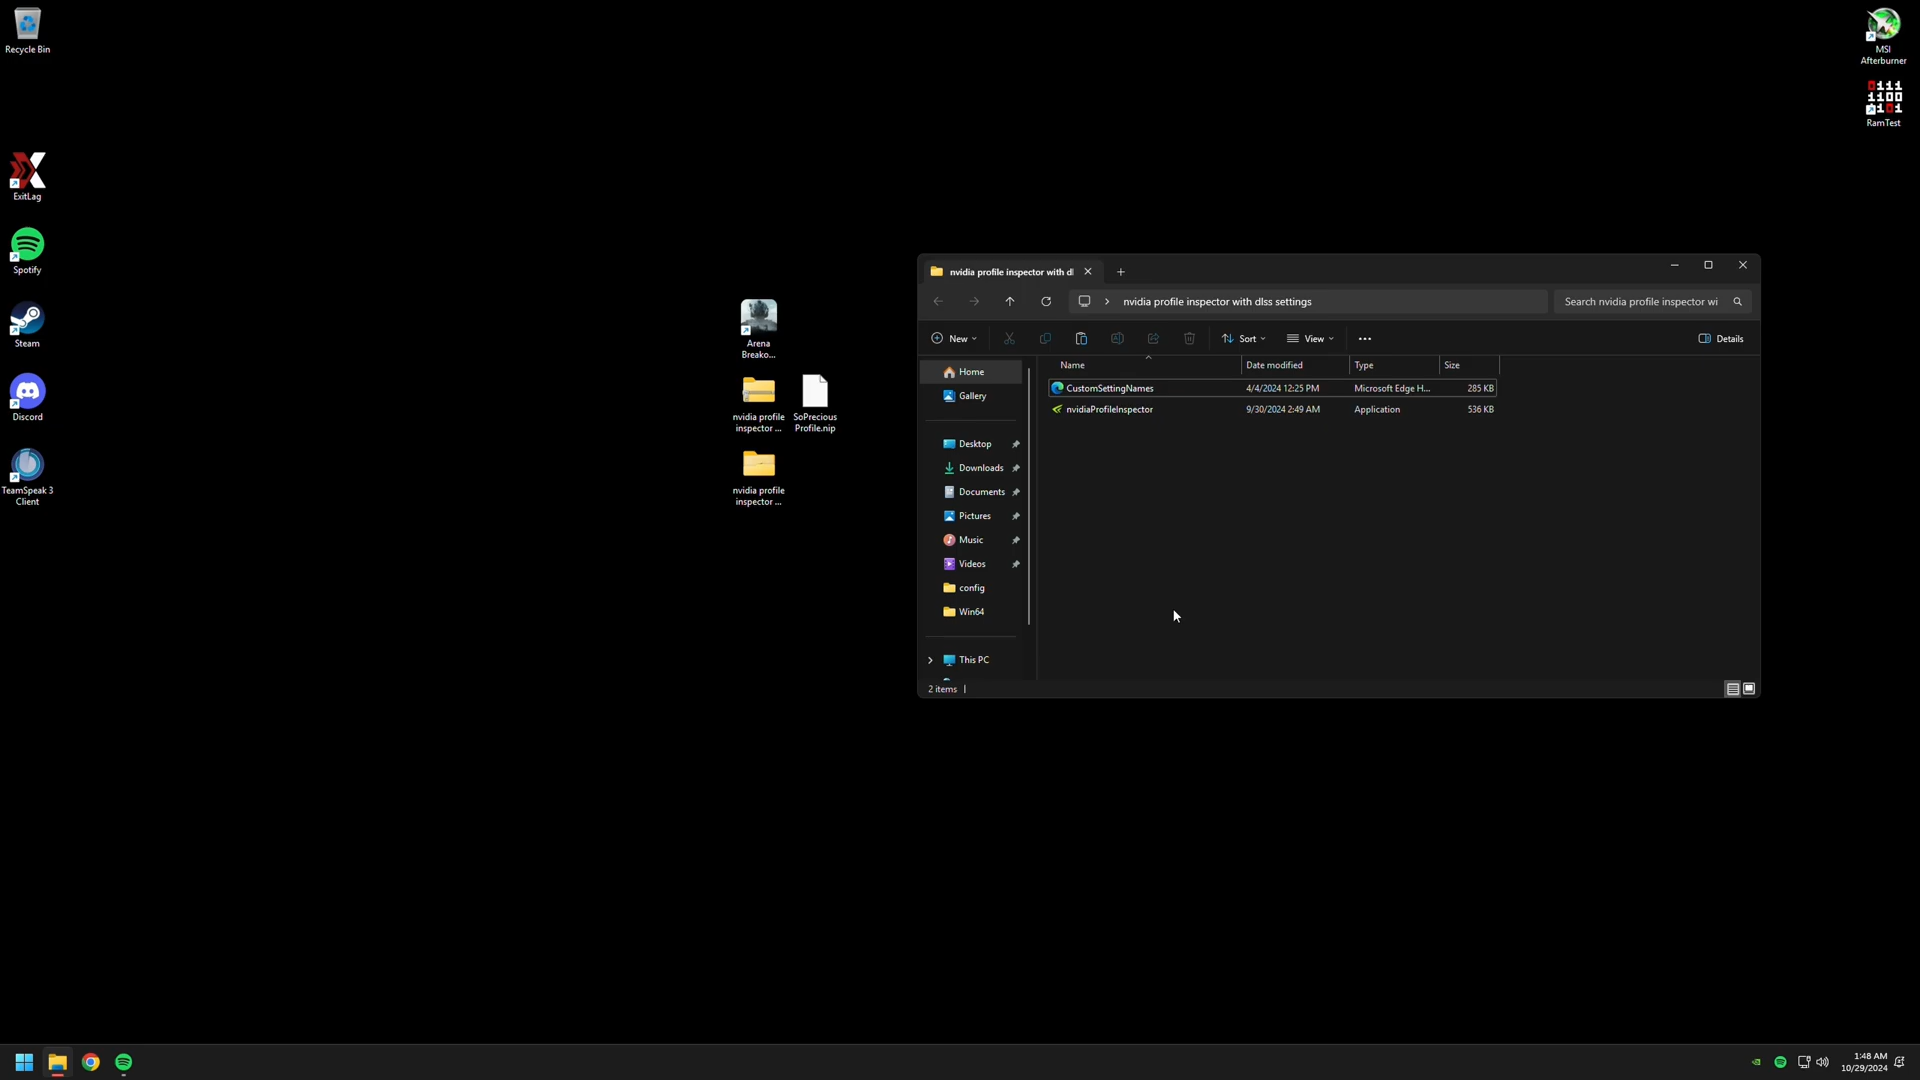 Recycle Bin
MSI
Afterburner
RamTest
ExitLag
Spotify
Steam
Discord
TeamSpeak 3
Client
Arena
Breako...
nvidia profile
inspector ...
SoPrecious
Profile.nip
nvidia profile
inspector ...
nvidia profile inspector with dl
nvidia profile inspector with dlss settings
Search nvidia profile inspector wi
New
Sort
View
Details
Name Date modified Type Size
CustomSettingNames 4/4/2024 12:25 PM Microsoft Edge H... 285 KB
nvidiaProfileInspector 9/30/2024 2:49 AM Application 536 KB
Home
Gallery
Desktop
Downloads
Documents
Pictures
Music
Videos
config
Win64
This PC
2 items
1:48 AM
10/29/2024